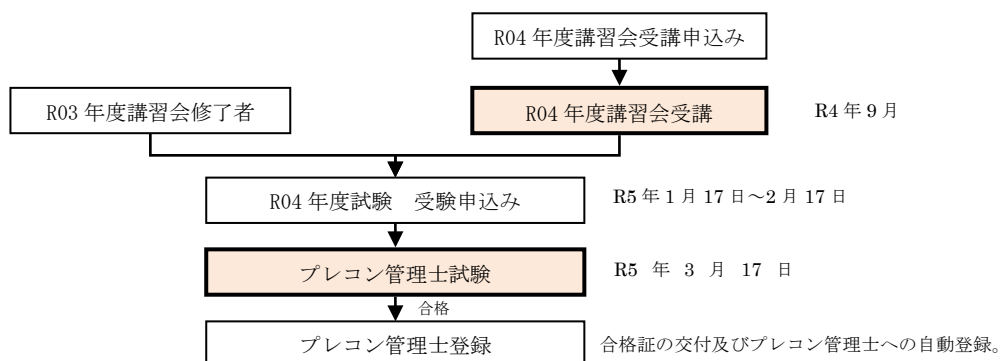 R04 年度講習会受講申込み
R03 年度講習会修了者
R04 年度講習会受講
R4 年 9 月
R04 年度試験　受験申込み
R5 年 1 月 17 日～2 月 17 日
プレコン管理士試験
R5 年 3 月 17 日
合格
プレコン管理士登録
合格証の交付及びプレコン管理士への自動登録。